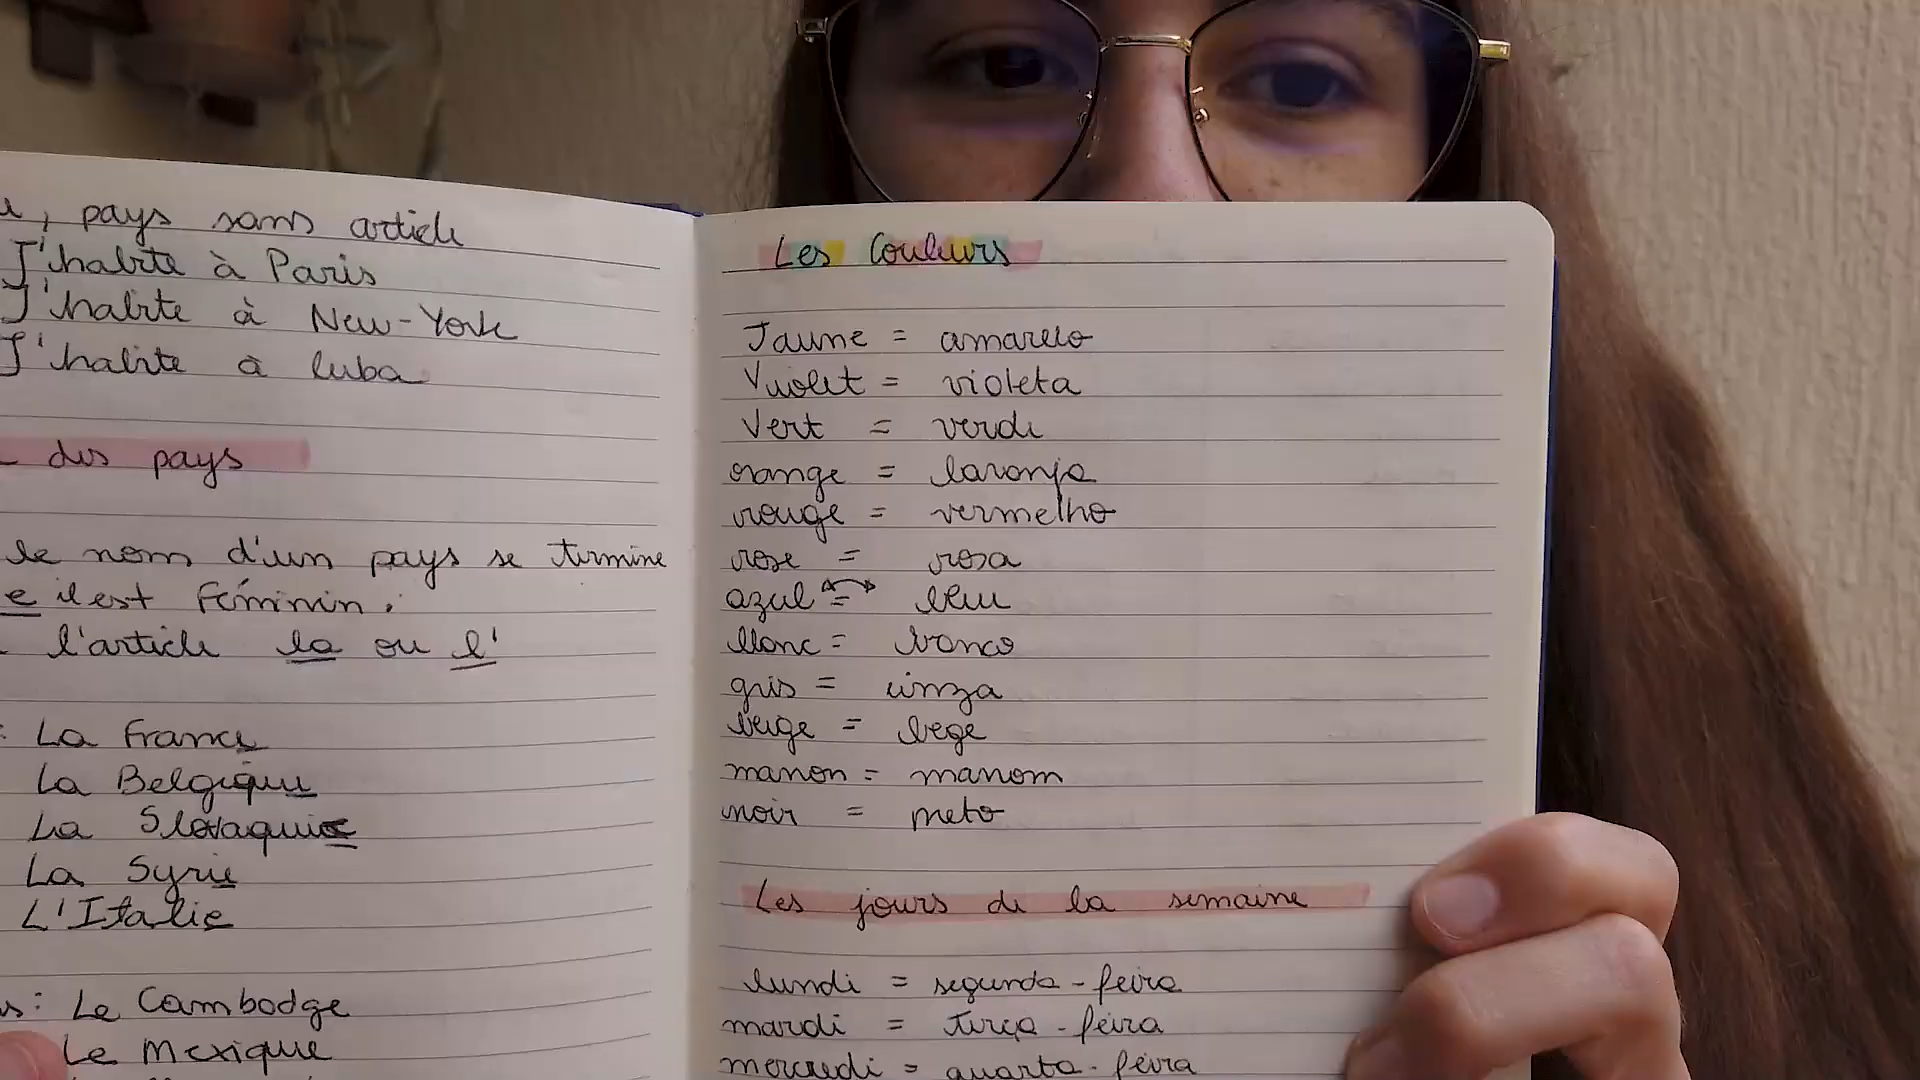 , pays sans article
J'habite à Paris
J'habite à New-York
J'habite à Cuba
des pays
le nom d'un pays se termine
e il est féminin.
l'article la ou l'
: La France
La Belgique
La Slovaquie
La Syrie
L'Italie
: Le Cambodge
Le Mexique
Les Couleurs
Jaune = amarelo
Violet = violeta
Vert = verde
orange = laranja
rouge = vermelho
rose = rosa
azul = bleu
blanc = branco
gris = cinza
beige = bege
marron = marrom
noir = preto
Les jours de la semaine
lundi = segunda-feira
mardi = terça-feira
mercredi = quarta-feira